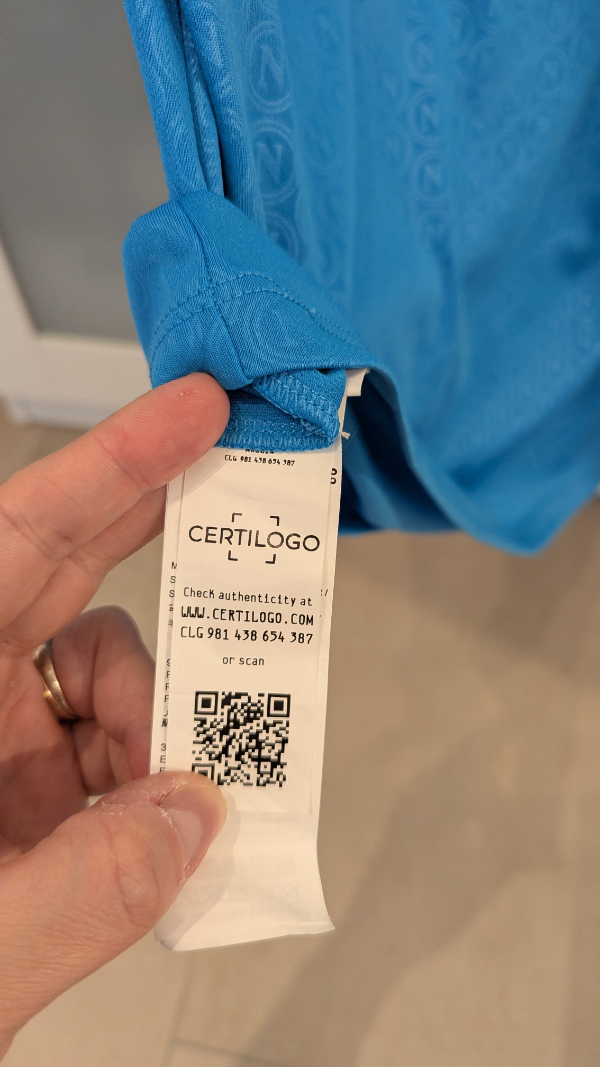 CLG 981 438 654 387
CERTILOGO
Check authenticity at
WWW.CERTILOGO.COM
CLG 981 438 654 387
or scan